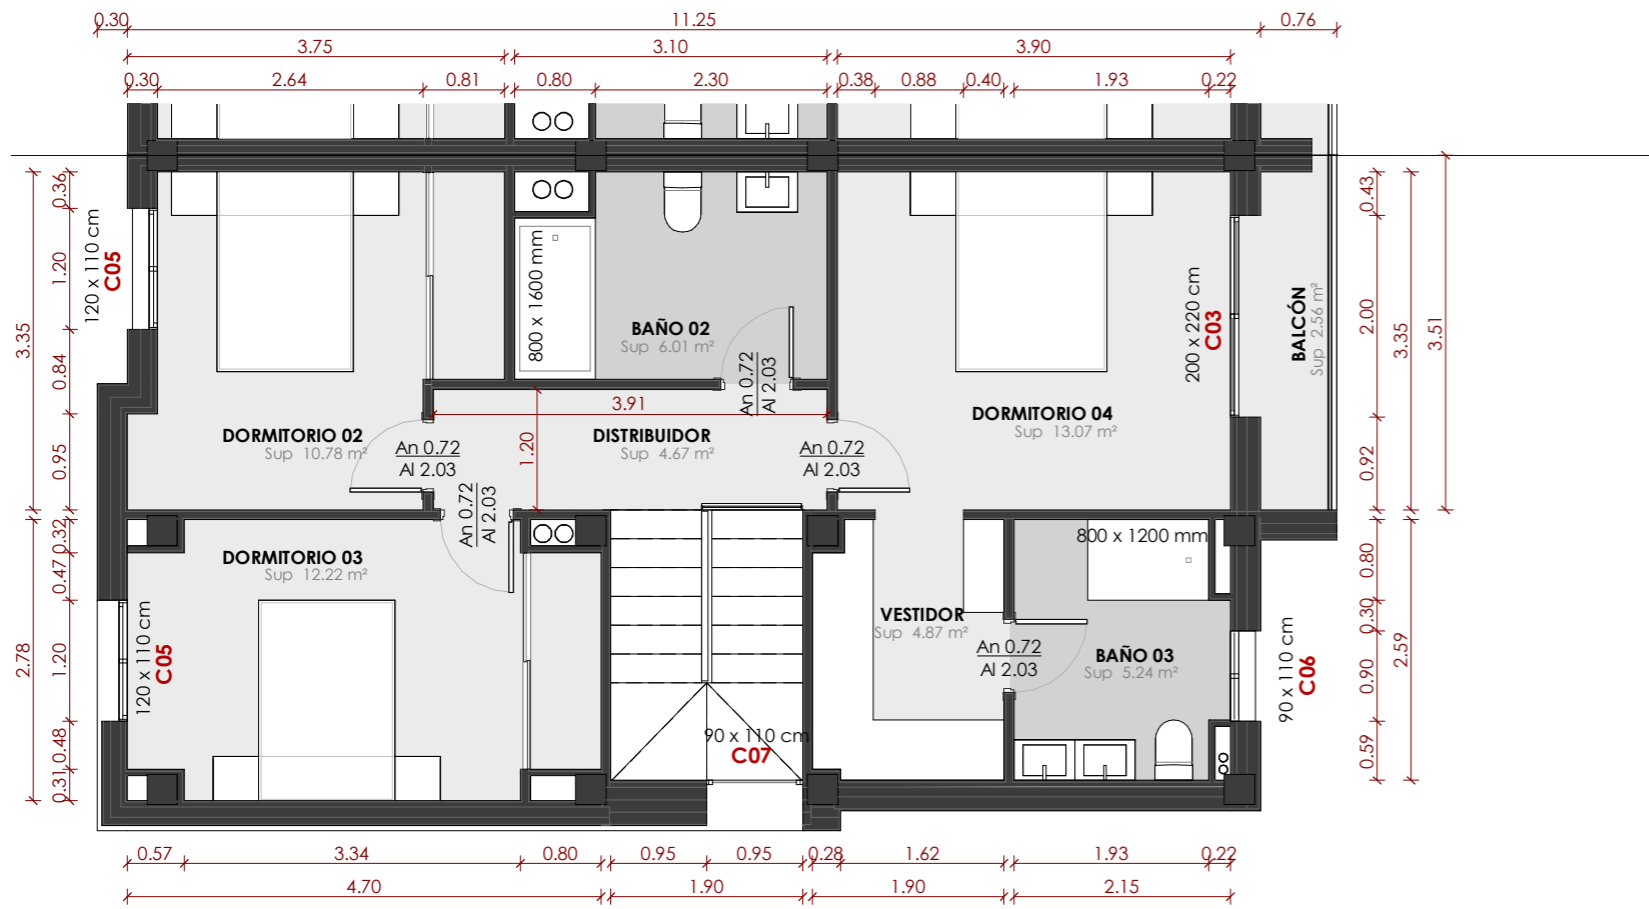 0.30
11.25
0.76
3.75
3.10
3.90
0.30
2.64
0.81
0.80
2.30
0.38
0.88
0.40
1.93
0.22
3.35
0.36
1.20
0.84
0.95
120 x 110 cm
C05
800 x 1600 mm
BAÑO 02
Sup 6.01 m²
An 0.72
Al 2.03
200 x 220 cm
C03
BALCÓN
Sup 2.56 m²
0.43
2.00
0.92
3.35
3.51
DORMITORIO 02
Sup 10.78 m²
An 0.72
Al 2.03
3.91
1.20
DISTRIBUIDOR
Sup 4.67 m²
An 0.72
Al 2.03
DORMITORIO 04
Sup 13.07 m²
An 0.72
Al 2.03
2.78
0.32
0.47
1.20
0.48
0.31
120 x 110 cm
C05
DORMITORIO 03
Sup 12.22 m²
90 x 110 cm
C07
VESTIDOR
Sup 4.87 m²
An 0.72
Al 2.03
800 x 1200 mm
BAÑO 03
Sup 5.24 m²
90 x 110 cm
C06
0.80
0.30
0.90
0.59
2.59
0.57
3.34
0.80
0.95
0.95
0.28
1.62
1.93
0.22
4.70
1.90
1.90
2.15